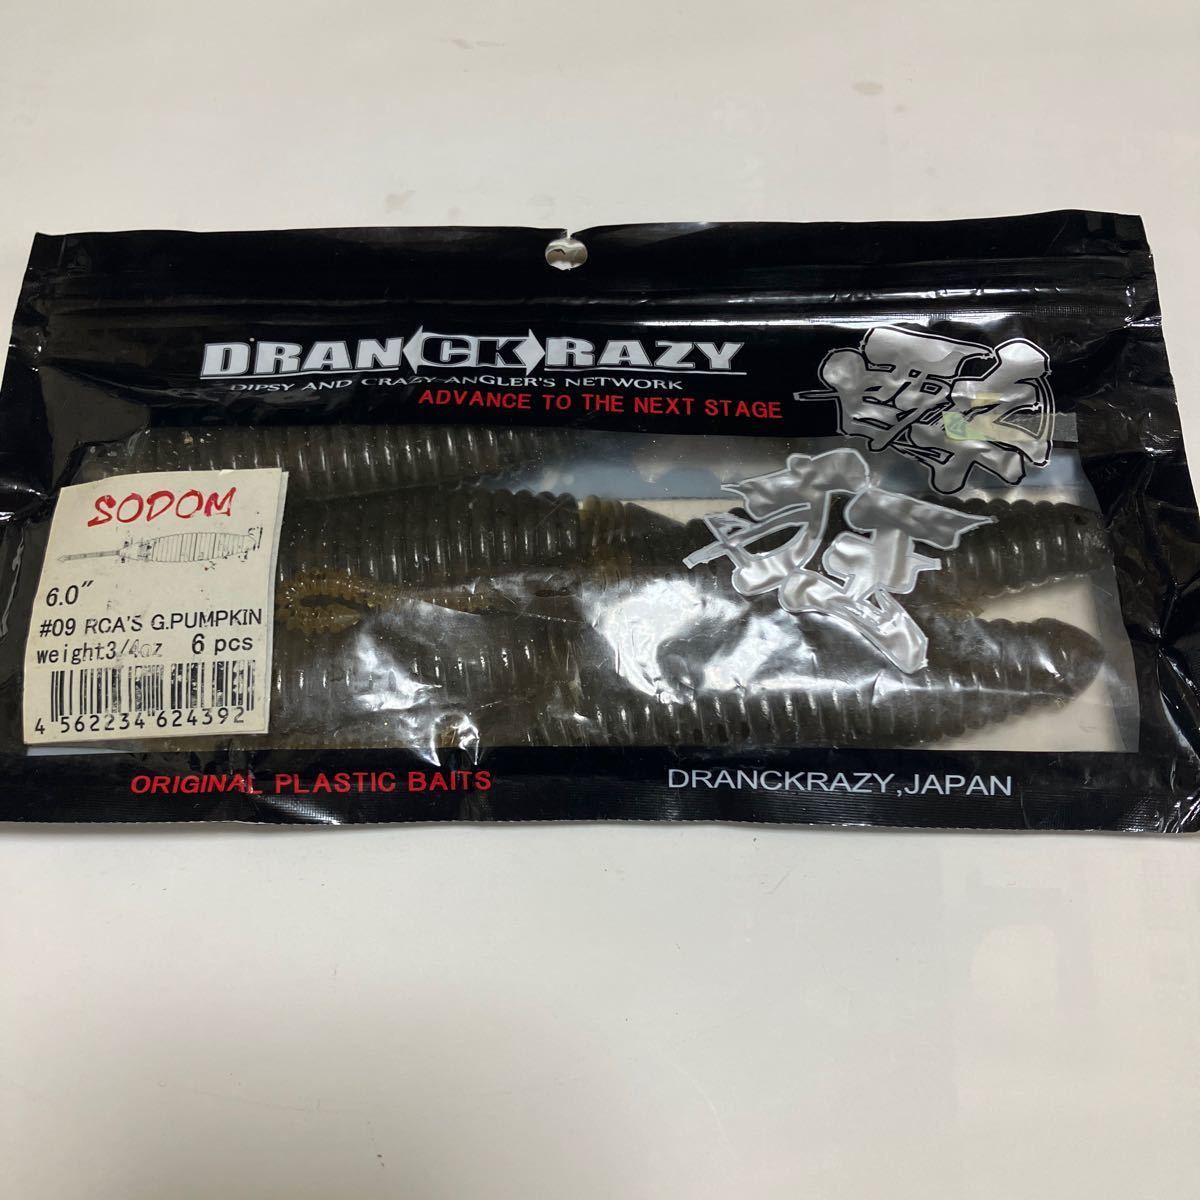 DRANCKRAZY
DIPSY AND CRAZY ANGLER'S NETWORK
ADVANCE TO THE NEXT STAGE
SODOM
6.0"
#09 RCA'S G.PUMPKIN
weight3/4oz 6 pcs
4 562234 624392
ORIGINAL PLASTIC BAITS
DRANCKRAZY,JAPAN